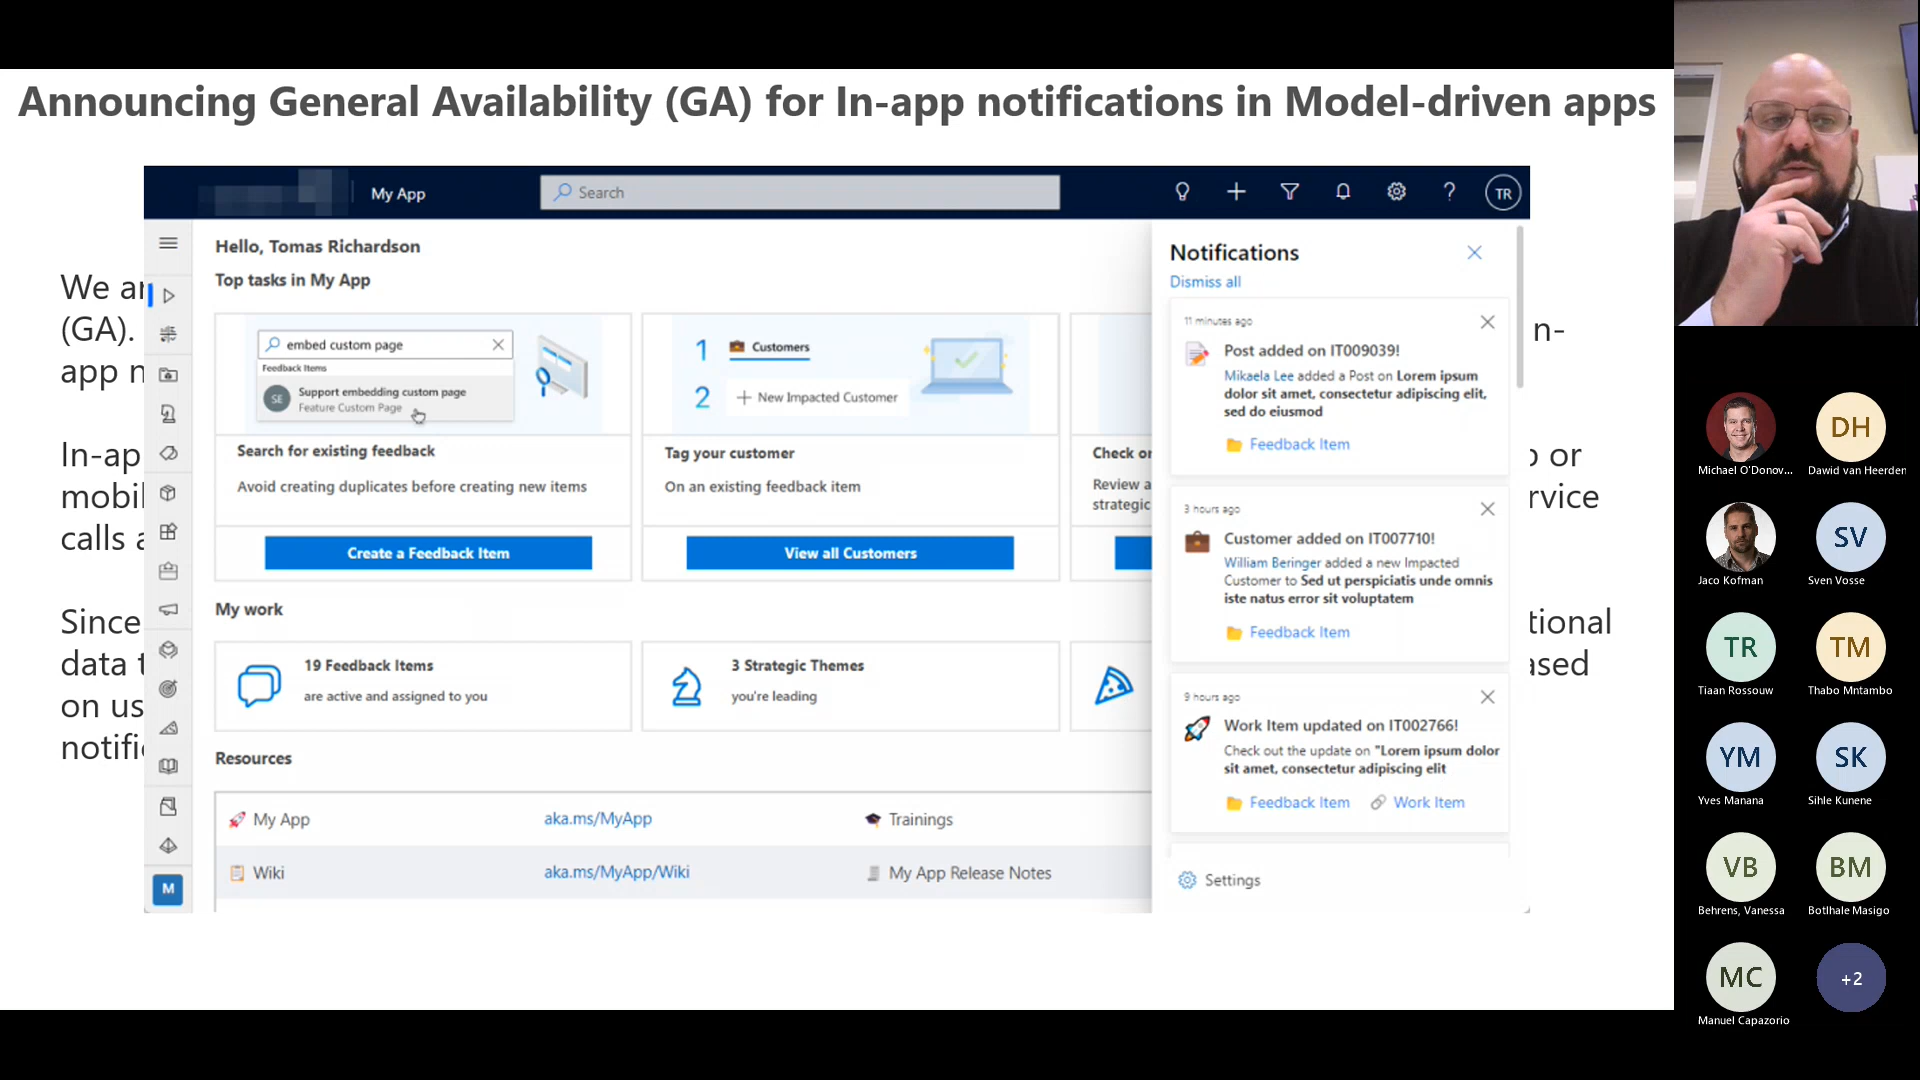 Announcing General Availability (GA) for In-app notifications in Model-driven apps
My App
Search
TR
Hello, Tomas Richardson
Top tasks in My App
embed custom page
Feedback Items
SE
Support embedding custom page
Feature Custom Page
Search for existing feedback
Avoid creating duplicates before creating new items
Create a Feedback Item
1 Customers
2 + New Impacted Customer
Tag your customer
On an existing feedback item
View all Customers
Check or
Review a
strategic
My work
19 Feedback Items
are active and assigned to you
3 Strategic Themes
you're leading
Resources
My App aka.ms/MyApp Trainings
Wiki aka.ms/MyApp/Wiki My App Release Notes
M
Notifications
Dismiss all
11 minutes ago
Post added on IT009039!
Mikaela Lee added a Post on Lorem ipsum
dolor sit amet, consectetur adipiscing elit,
sed do eiusmod
Feedback Item
3 hours ago
Customer added on IT007710!
William Beringer added a new Impacted
Customer to Sed ut perspiciatis unde omnis
iste natus error sit voluptatem
Feedback Item
9 hours ago
Work Item updated on IT002766!
Check out the update on "Lorem ipsum dolor
sit amet, consectetur adipiscing elit
Feedback Item Work Item
Settings
We ar
(GA). n-
app n
In-ap o or
mobil rvice
calls a
Since tional
data t ased
on us
notifi
Michael O'Donov...
DH
Dawid van Heerden
Jaco Kofman
SV
Sven Vosse
TR
Tiaan Rossouw
TM
Thabo Mntambo
YM
Yves Manana
SK
Sihle Kunene
VB
Behrens, Vanessa
BM
Botlhale Masigo
MC
Manuel Capazorio
+2